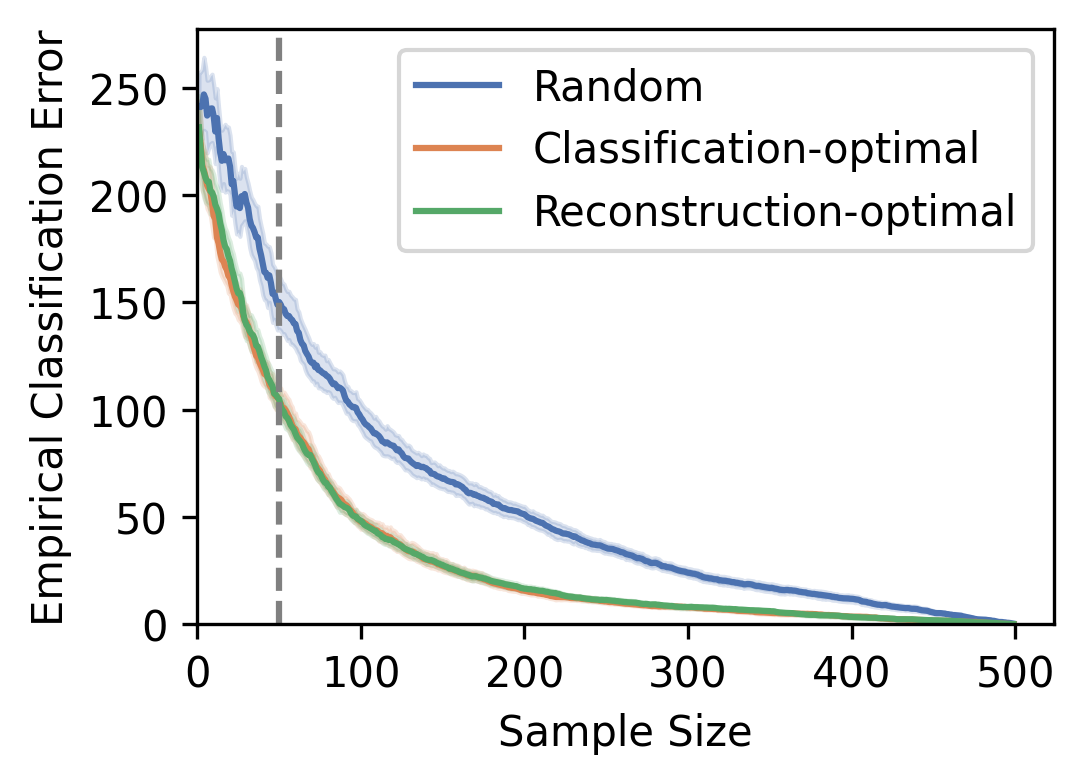 Empirical Classification Error
250
200
150
100
50
0
Random
Classification-optimal
Reconstruction-optimal
0 100 200 300 400 500
Sample Size